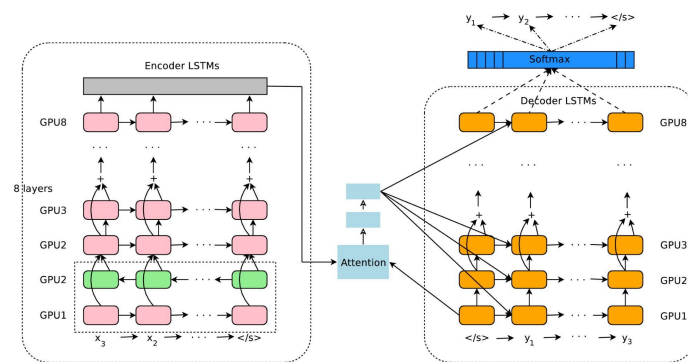 y1 y2 ... </s>
Softmax
Encoder LSTMs
Decoder LSTMs
GPU8
GPU8
...
...
...
...
8 layers
+ + +
+ +
GPU3
GPU3
GPU2
GPU2
Attention
GPU2
GPU2
GPU1
GPU1
x3 x2 ... </s>
</s> y1 ... y3